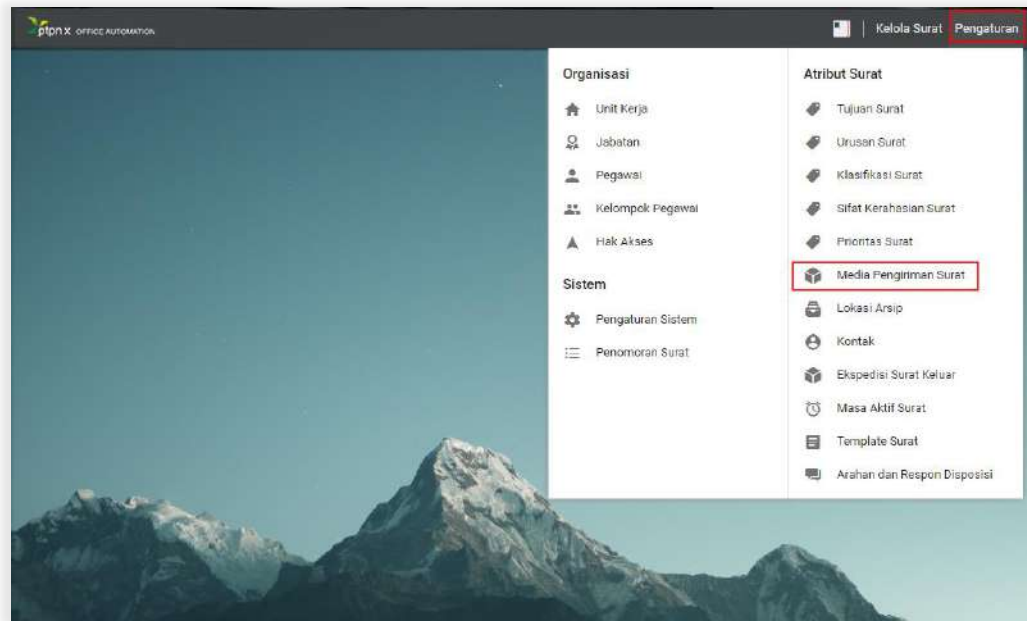 ptpn x OFFICE AUTOMATION
Kelola Surat Pengaturan
Organisasi
Unit Kerja
Jabatan
Pegawai
Kelompok Pegawai
Hak Akses
Sistem
Pengaturan Sistem
Penomoran Surat
Atribut Surat
Tujuan Surat
Urusan Surat
Klasifikasi Surat
Sifat Kerahasian Surat
Prioritas Surat
Media Pengiriman Surat
Lokasi Arsip
Kontak
Ekspedisi Surat Keluar
Masa Aktif Surat
Template Surat
Arahan dan Respon Disposisi